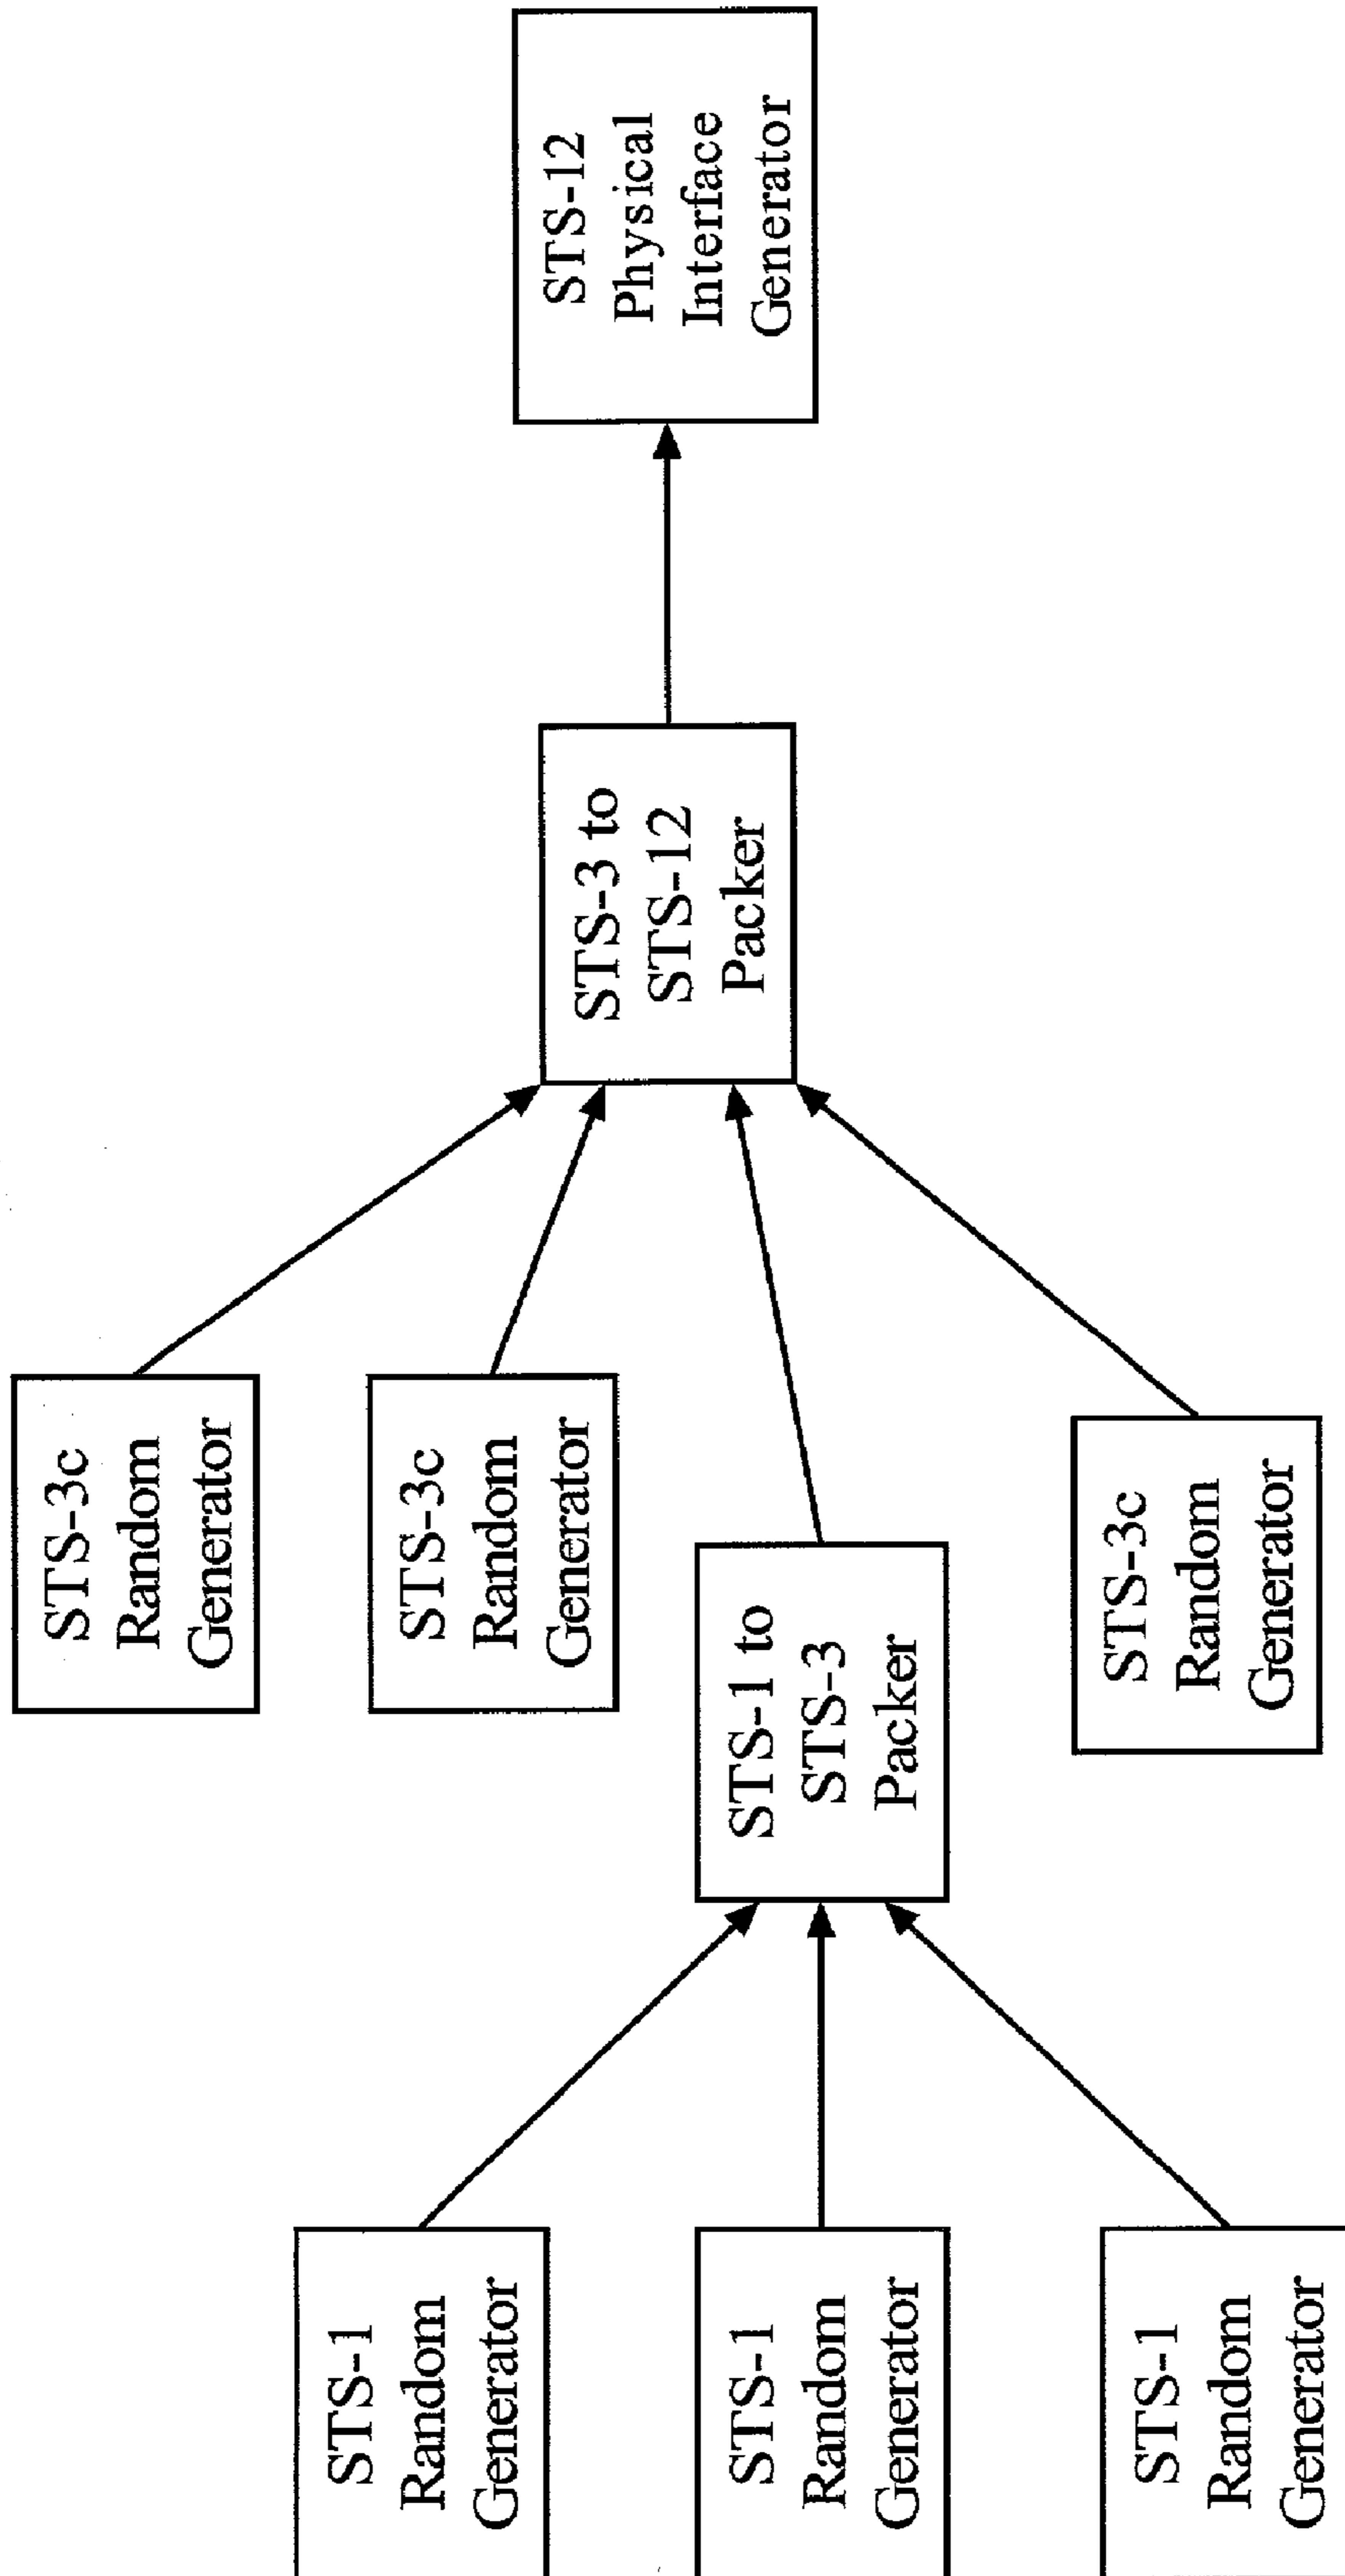 STS-1
Random
Generator
STS-1
Random
Generator
STS-1
Random
Generator
STS-1 to
STS-3
Packer
STS-3c
Random
Generator
STS-3c
Random
Generator
STS-3c
Random
Generator
STS-3 to
STS-12
Packer
STS-12
Physical
Interface
Generator